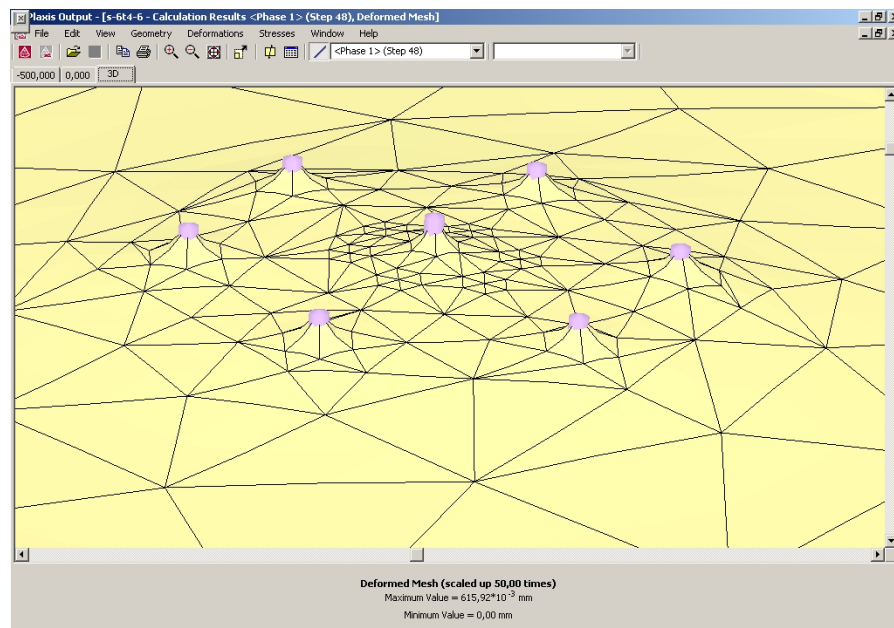 Plaxis Output - [s-6t4-6 - Calculation Results <Phase 1> (Step 48), Deformed Mesh]
File Edit View Geometry Deformations Stresses Window Help
<Phase 1> (Step 48)
-500,000 0,000 3D
Deformed Mesh (scaled up 50,00 times)
Maximum Value = 615,92*10⁻³ mm
Minimum Value = 0,00 mm